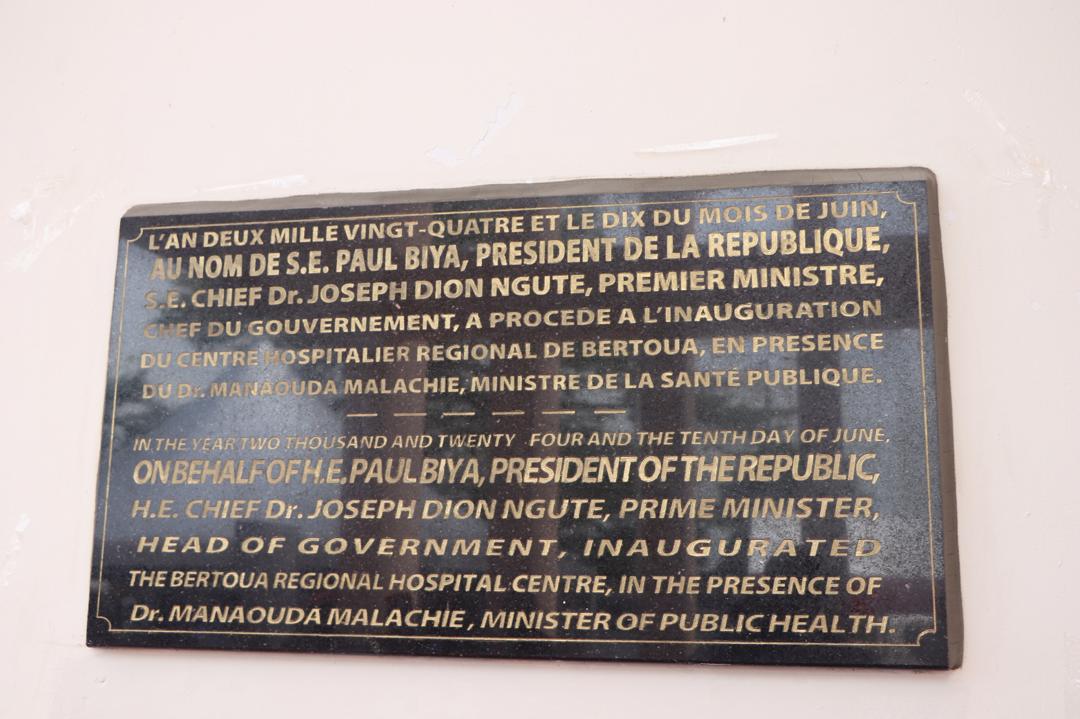 L'AN DEUX MILLE VINGT-QUATRE ET LE DIX DU MOIS DE JUIN,
AU NOM DE S.E. PAUL BIYA, PRESIDENT DE LA REPUBLIQUE,
S.E. CHIEF Dr. JOSEPH DION NGUTE, PREMIER MINISTRE,
CHEF DU GOUVERNEMENT, A PROCEDE A L'INAUGURATION
DU CENTRE HOSPITALIER REGIONAL DE BERTOUA, EN PRESENCE
DU Dr. MANAOUDA MALACHIE, MINISTRE DE LA SANTE PUBLIQUE.
— — — — — —
IN THE YEAR TWO THOUSAND AND TWENTY FOUR AND THE TENTH DAY OF JUNE,
ON BEHALF OF H.E. PAUL BIYA, PRESIDENT OF THE REPUBLIC,
H.E. CHIEF Dr. JOSEPH DION NGUTE, PRIME MINISTER,
HEAD OF GOVERNMENT, INAUGURATED
THE BERTOUA REGIONAL HOSPITAL CENTRE, IN THE PRESENCE OF
Dr. MANAOUDA MALACHIE, MINISTER OF PUBLIC HEALTH.